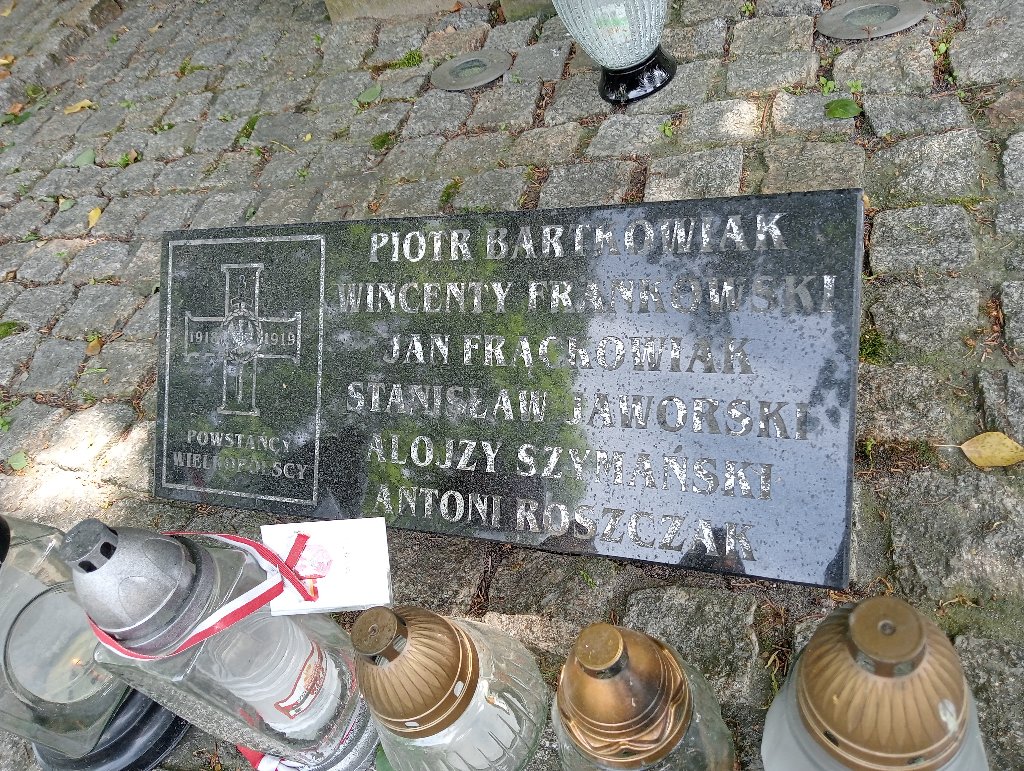 1918 1919
POWSTAŃCY
WIELKOPOLSCY
PIOTR BARTKOWIAK
WINCENTY FRANKOWSKI
JAN FRĄCKOWIAK
STANISŁAW JAWORSKI
ALOJZY SZYMAŃSKI
ANTONI ROSZCZAK